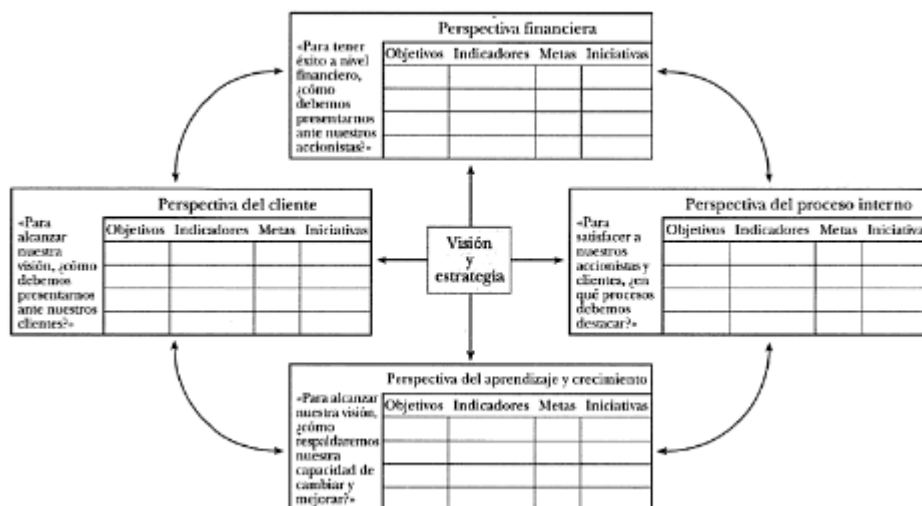 Perspectiva financiera
«Para tener
éxito a nivel
financiero,
¿cómo
debemos
presentarnos
ante nuestros
accionistas?»
Objetivos Indicadores Metas Iniciativas
Perspectiva del cliente
«Para
alcanzar
nuestra
visión, ¿cómo
debemos
presentarnos
ante nuestros
clientes?»
Objetivos Indicadores Metas Iniciativas
Visión
y
estrategia
Perspectiva del proceso interno
«Para
satisfacer a
nuestros
accionistas y
clientes, ¿en
qué procesos
debemos
destacar?»
Objetivos Indicadores Metas Iniciativa
Perspectiva del aprendizaje y crecimiento
«Para alcanzar
nuestra visión,
¿cómo
respaldaremos
nuestra
capacidad de
cambiar y
mejorar?»
Objetivos Indicadores Metas Iniciativas